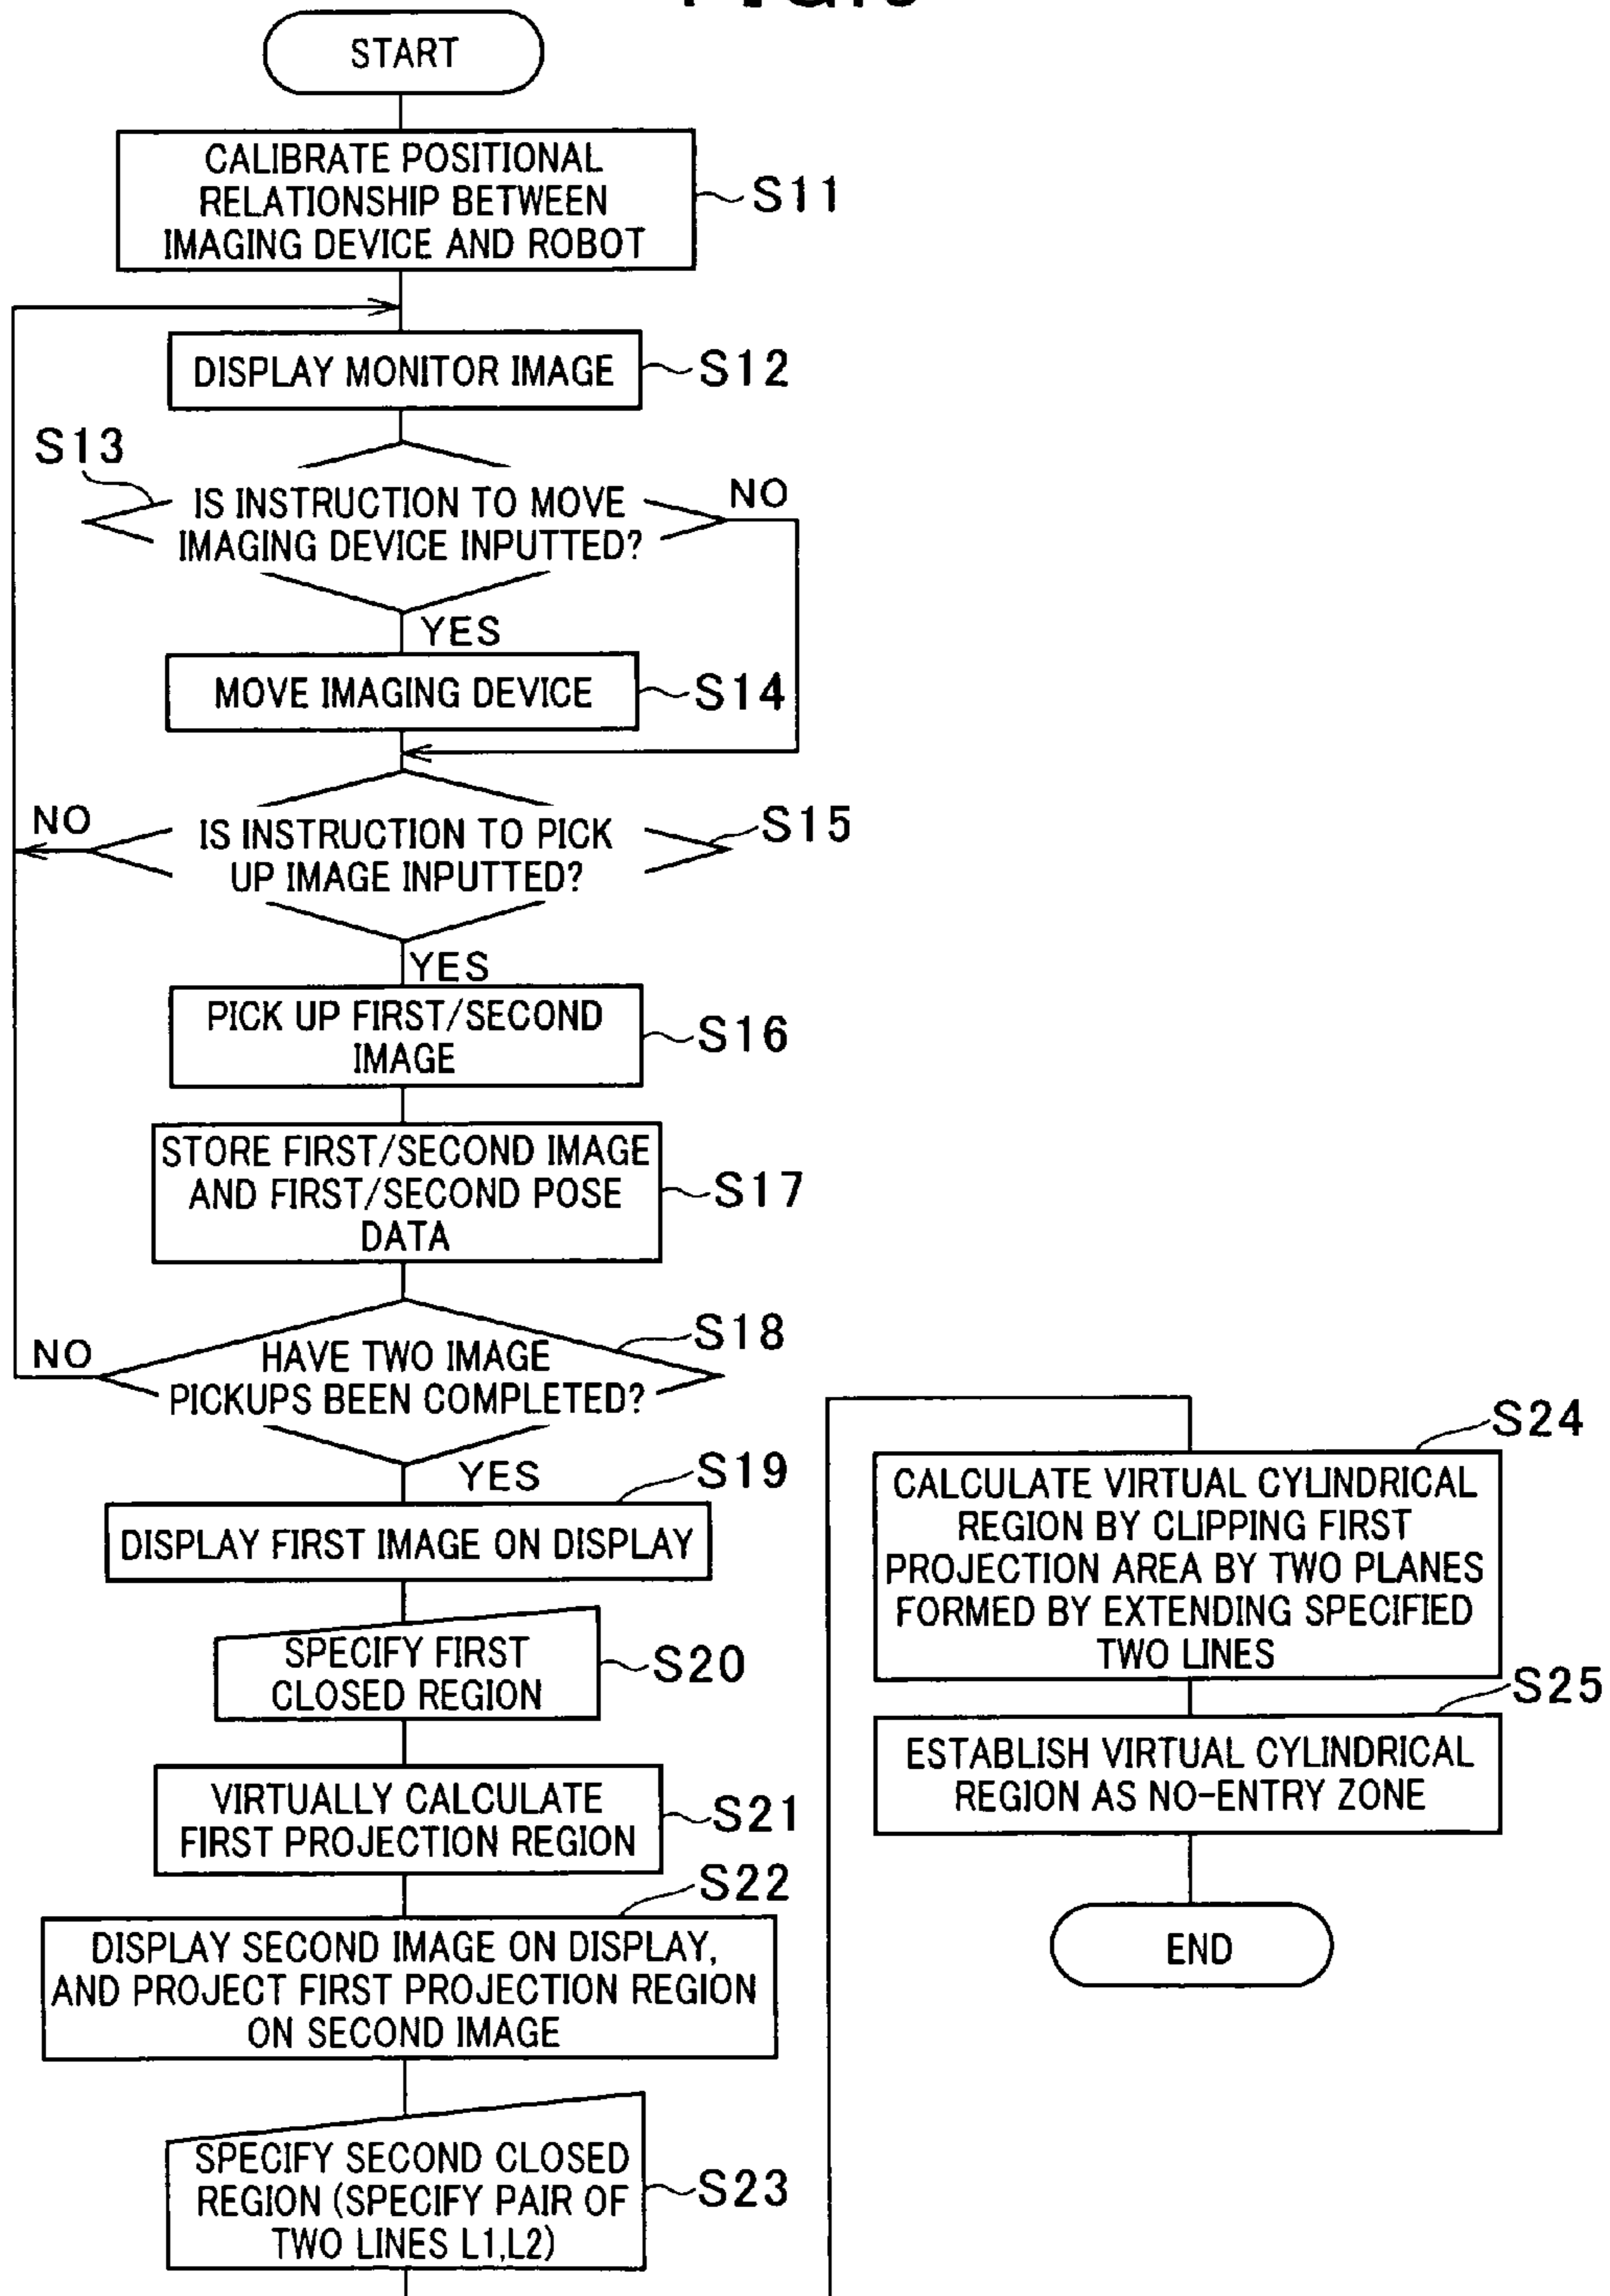 START
CALIBRATE POSITIONAL
RELATIONSHIP BETWEEN
IMAGING DEVICE AND ROBOT
S11
DISPLAY MONITOR IMAGE
S12
S13
IS INSTRUCTION TO MOVE
IMAGING DEVICE INPUTTED?
NO
YES
MOVE IMAGING DEVICE
S14
NO
IS INSTRUCTION TO PICK
UP IMAGE INPUTTED?
S15
YES
PICK UP FIRST/SECOND
IMAGE
S16
STORE FIRST/SECOND IMAGE
AND FIRST/SECOND POSE
DATA
S17
S18
NO
HAVE TWO IMAGE
PICKUPS BEEN COMPLETED?
YES
S19
DISPLAY FIRST IMAGE ON DISPLAY
SPECIFY FIRST
CLOSED REGION
S20
VIRTUALLY CALCULATE
FIRST PROJECTION REGION
S21
S22
DISPLAY SECOND IMAGE ON DISPLAY,
AND PROJECT FIRST PROJECTION REGION
ON SECOND IMAGE
SPECIFY SECOND CLOSED
REGION (SPECIFY PAIR OF
TWO LINES L1,L2)
S23
S24
CALCULATE VIRTUAL CYLINDRICAL
REGION BY CLIPPING FIRST
PROJECTION AREA BY TWO PLANES
FORMED BY EXTENDING SPECIFIED
TWO LINES
S25
ESTABLISH VIRTUAL CYLINDRICAL
REGION AS NO-ENTRY ZONE
END